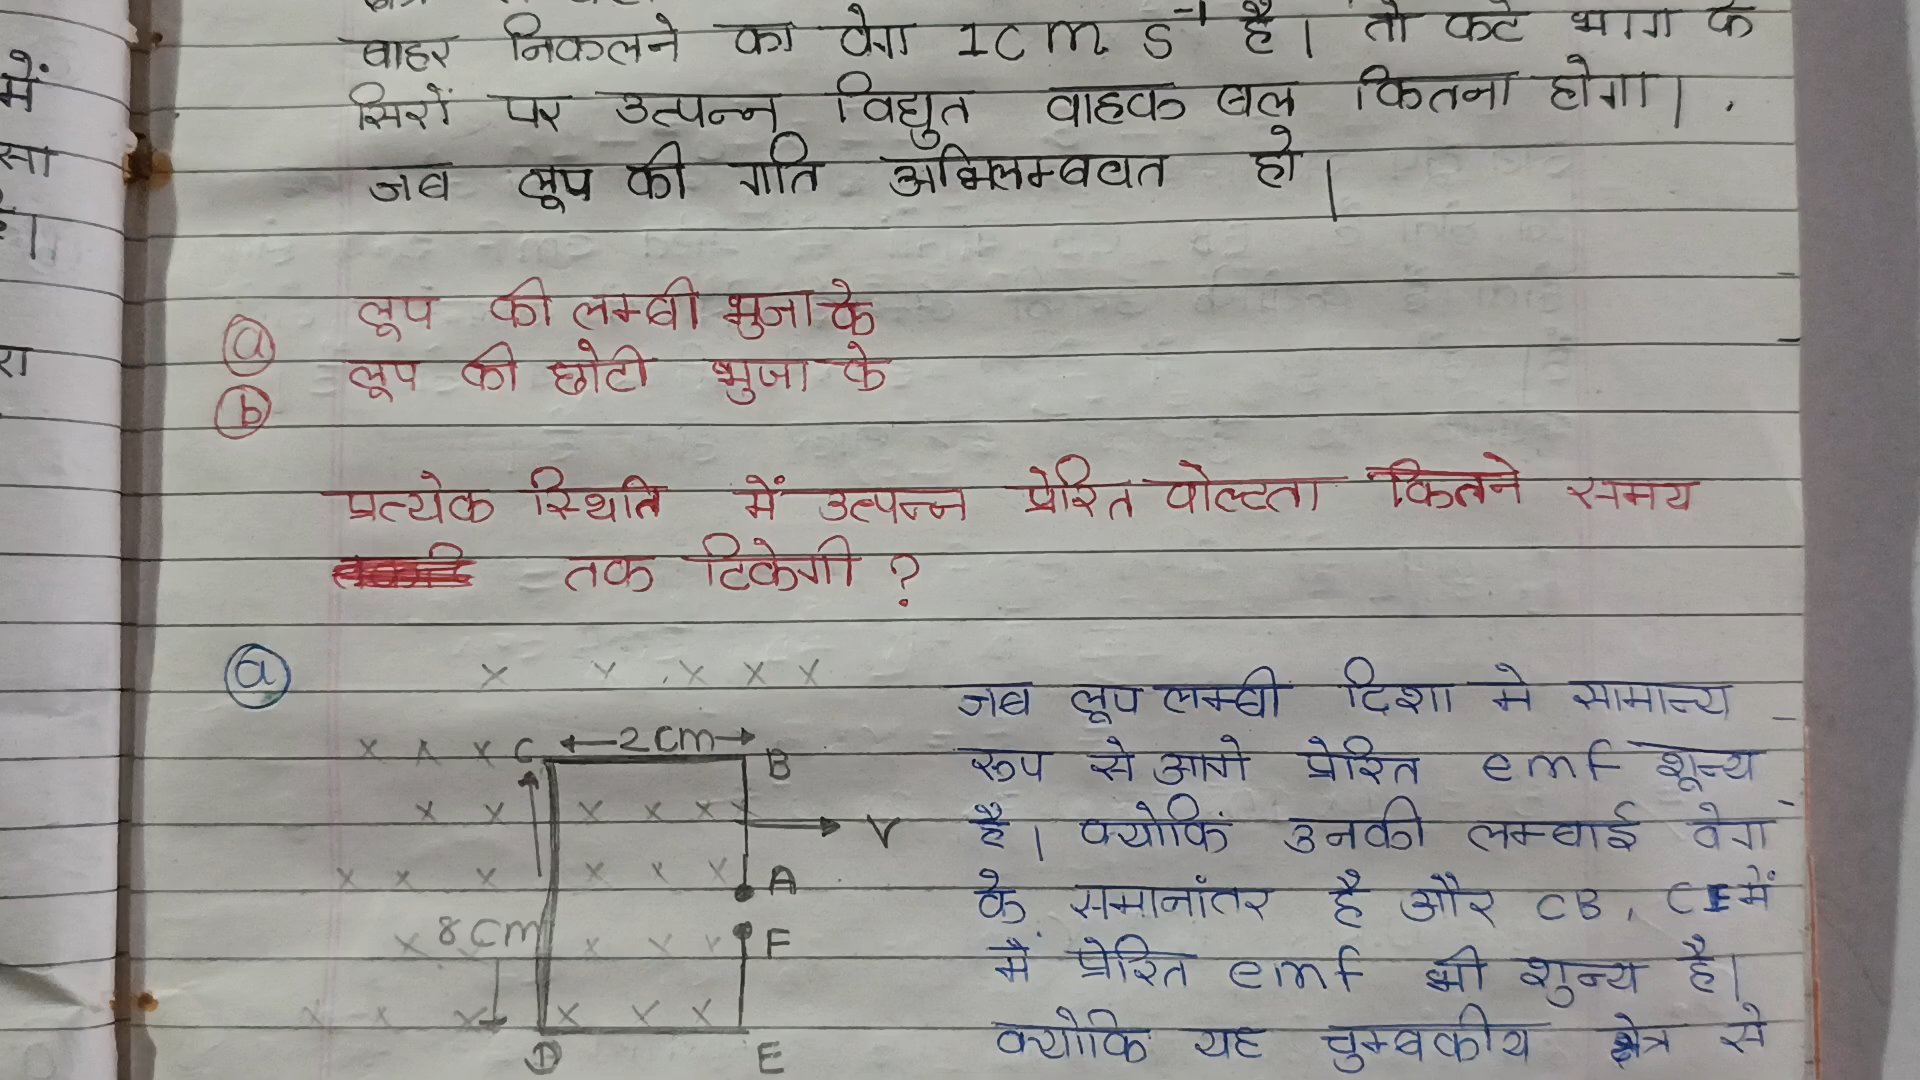 में
सा
है।
रा
बाहर निकलने का वेग 1cm s⁻¹ है। तो कटे भाग के
सिरों पर उत्पन्न विद्युत वाहक बल कितना होगा।
जब लूप की गति अभिलम्बवत हो।
(a) लूप की लम्बी भुजा के
(b) लूप की छोटी भुजा के
प्रत्येक स्थिति में उत्पन्न प्रेरित वोल्टता कितने समय
तक टिकेगी ?
(a)
x x x x x
x x x C ←2cm→ B
x x x x x x → V
x x x x x x A
x 8cm x x x F
x x x x x x
D E
जब लूप लम्बी दिशा मे सामान्य
रूप से आगे प्रेरित emf शून्य
है। क्योकिं उनकी लम्बाई वेग
के समानांतर है और CB, में
में प्रेरित emf भी शुन्य है।
क्योकि यह चुम्बकीय क्षेत्र से